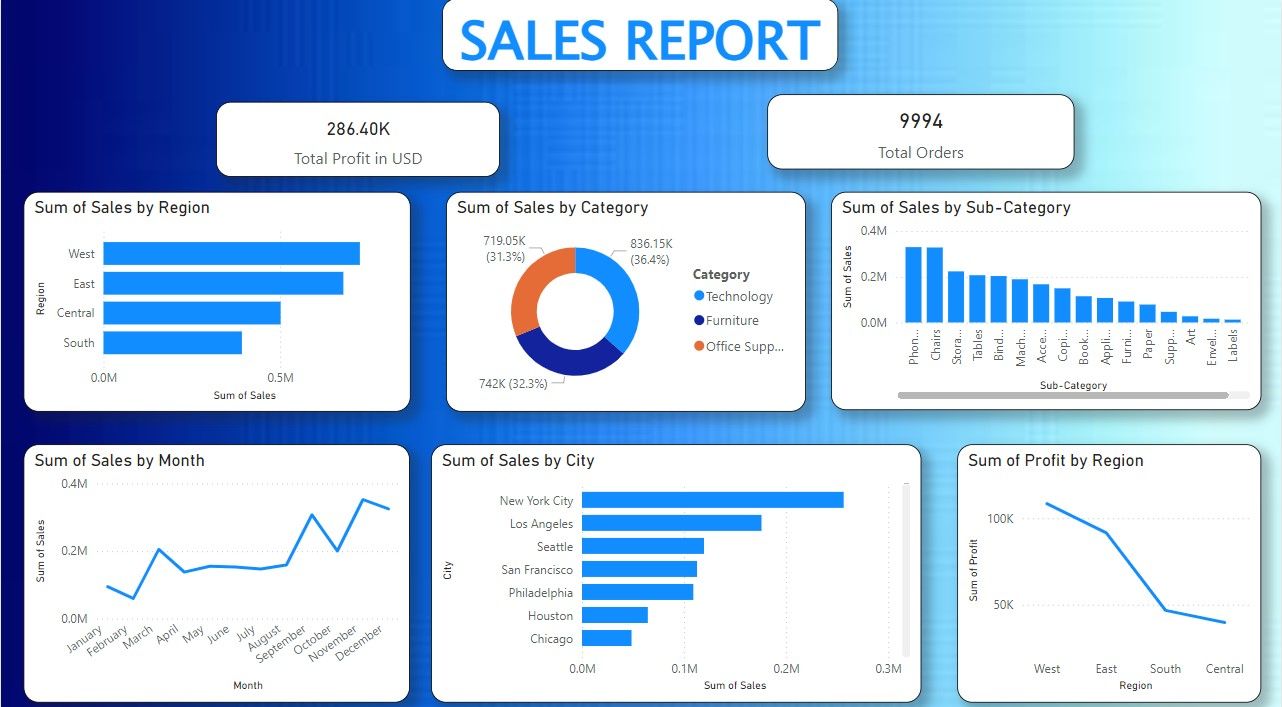 SALES REPORT
286.40K
Total Profit in USD
9994
Total Orders
Sum of Sales by Region
Region
West
East
Central
South
0.0M 0.5M
Sum of Sales
Sum of Sales by Category
719.05K
(31.3%)
836.15K
(36.4%)
742K (32.3%)
Category
Technology
Furniture
Office Supp...
Sum of Sales by Sub-Category
Sum of Sales
0.4M
0.2M
0.0M
Phon...
Chairs
Stora...
Tables
Bind...
Mach...
Acce...
Copi...
Book...
Appli...
Furni...
Paper
Supp...
Art
Envel...
Labels
Sub-Category
Sum of Sales by Month
Sum of Sales
0.4M
0.2M
0.0M
January
February
March
April
May
June
July
August
September
October
November
December
Month
Sum of Sales by City
City
New York City
Los Angeles
Seattle
San Francisco
Philadelphia
Houston
Chicago
0.0M 0.1M 0.2M 0.3M
Sum of Sales
Sum of Profit by Region
Sum of Profit
100K
50K
West East South Central
Region